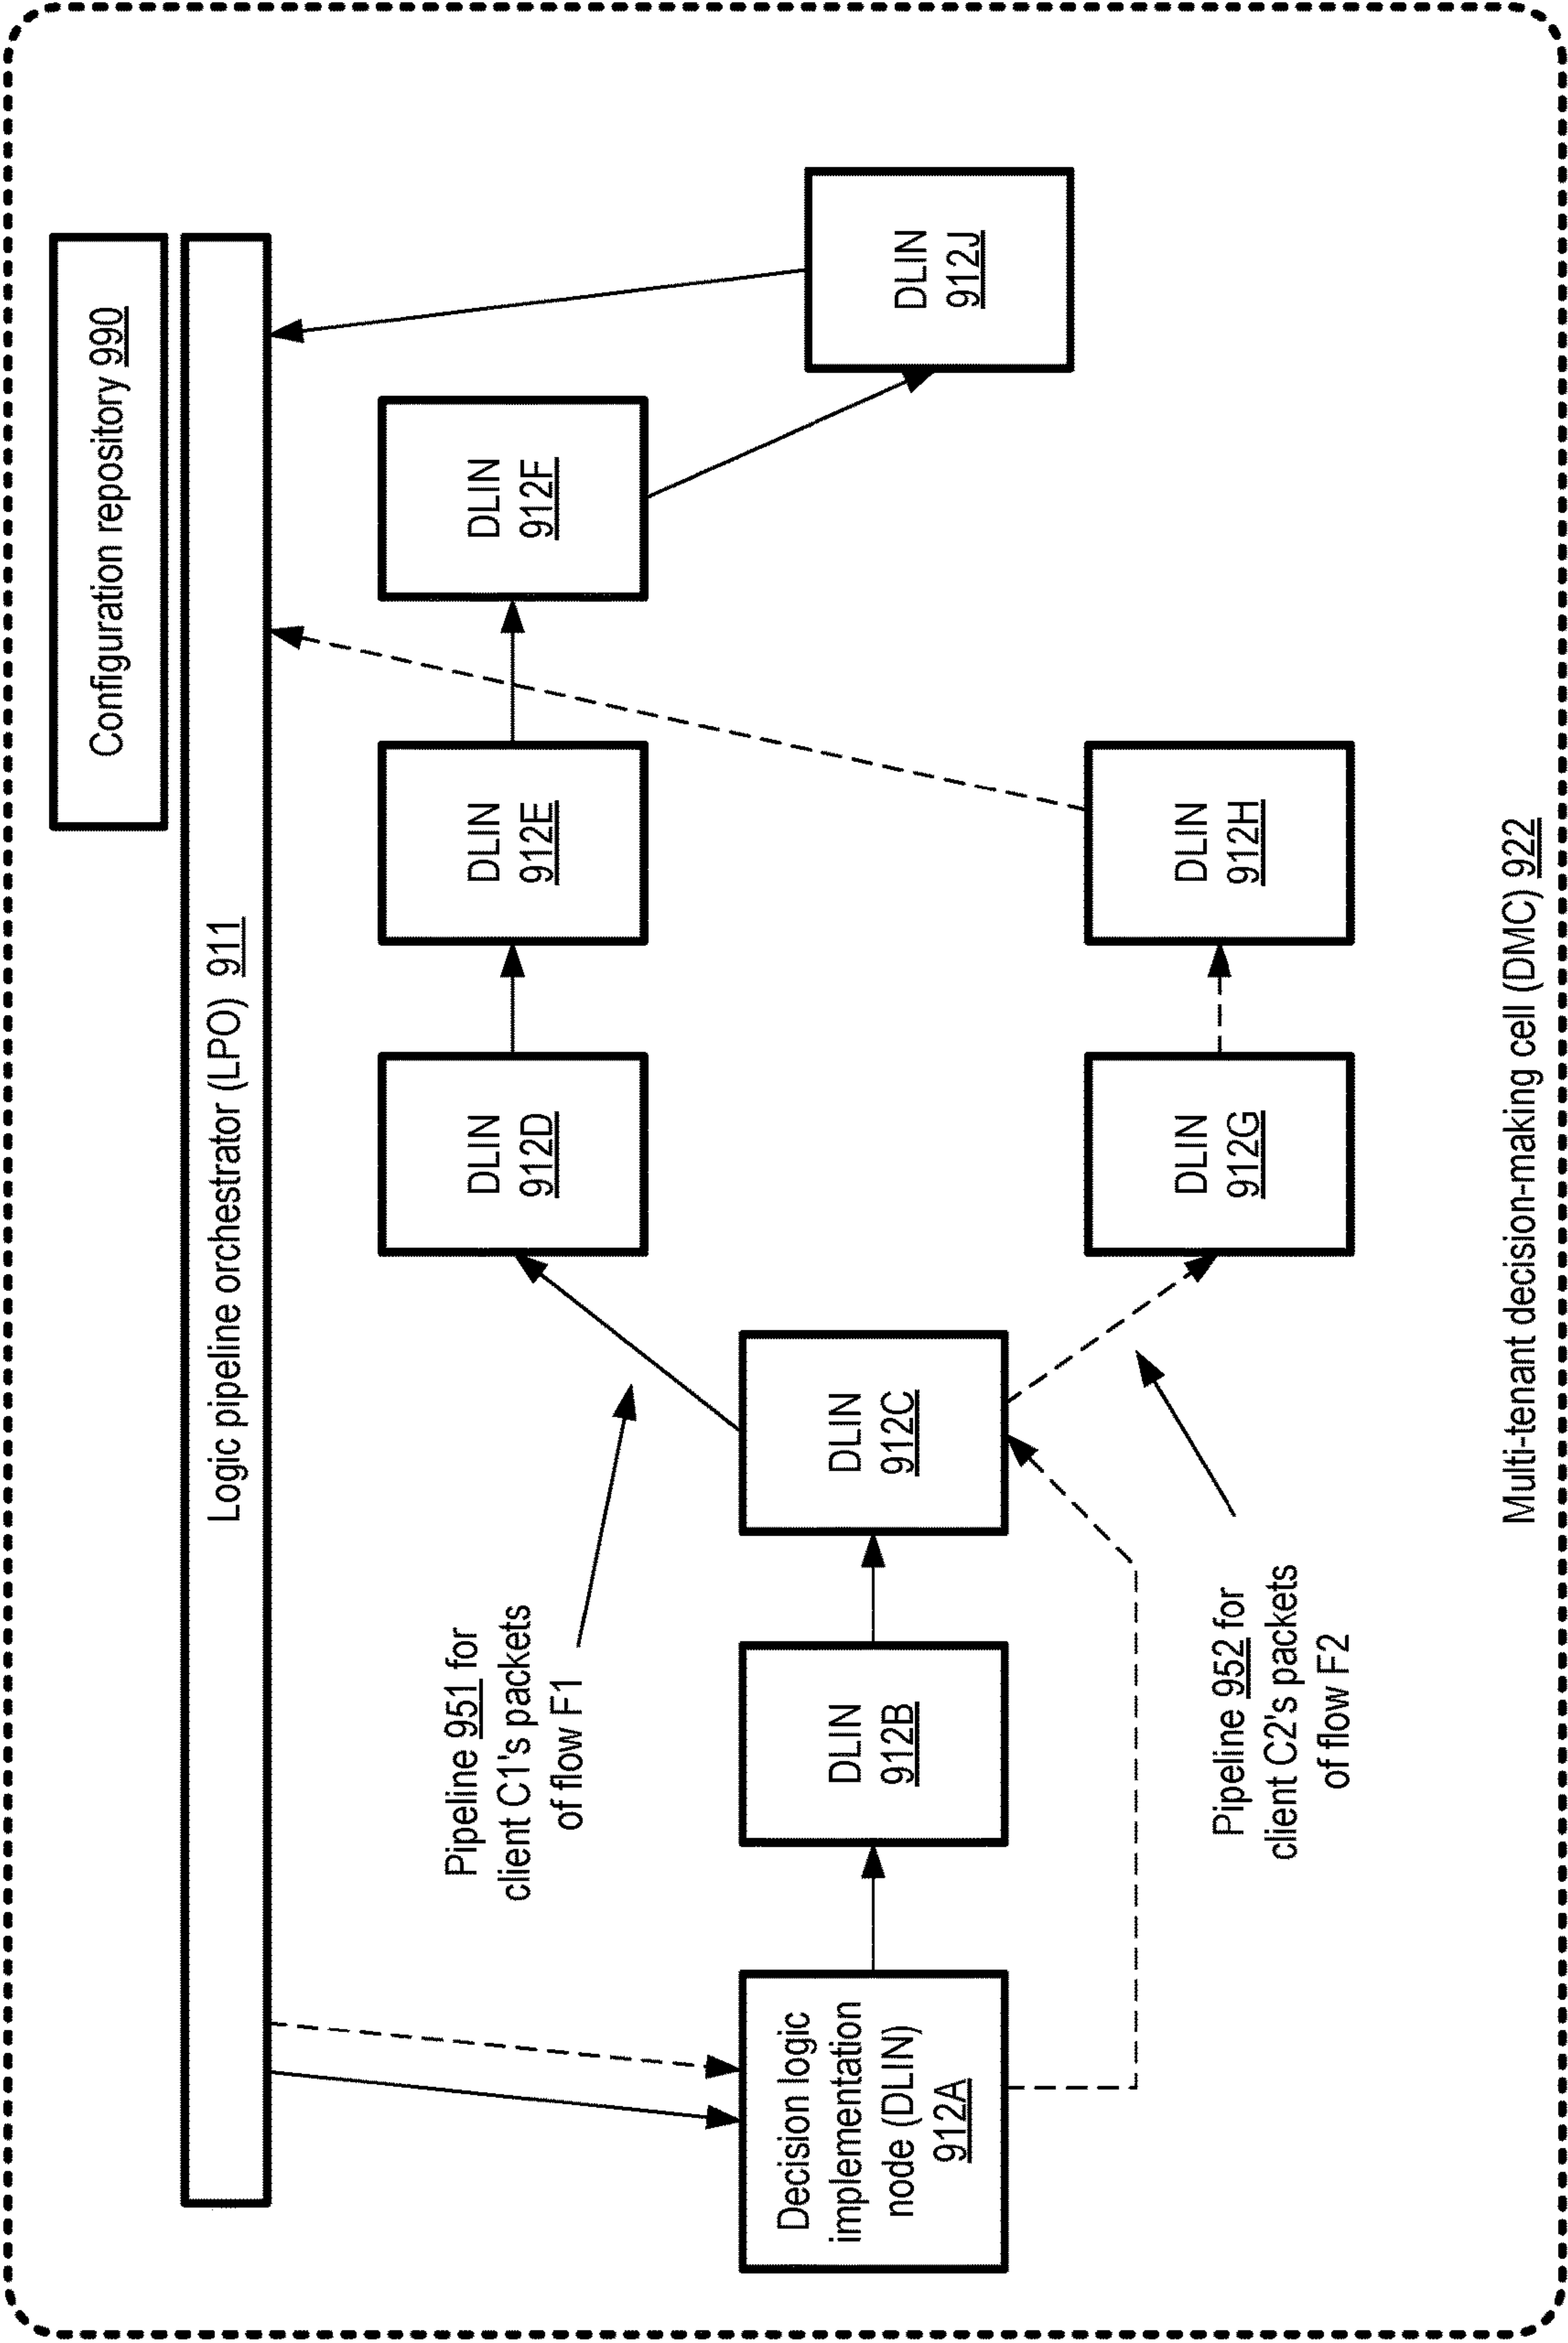 Configuration repository 990
Logic pipeline orchestrator (LPO) 911
Pipeline 951 for
client C1's packets
of flow F1
DLIN
912D
DLIN
912E
DLIN
912F
Decision logic
implementation
node (DLIN)
912A
DLIN
912B
DLIN
912C
DLIN
912J
Pipeline 952 for
client C2's packets
of flow F2
DLIN
912G
DLIN
912H
Multi-tenant decision-making cell (DMC) 922